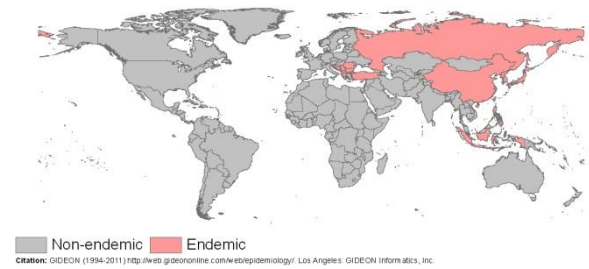 Non-endemic Endemic
Citation: GIDEON (1994-2011) http://web.gideononline.com/web/epidemiology/. Los Angeles: GIDEON Informatics, Inc.